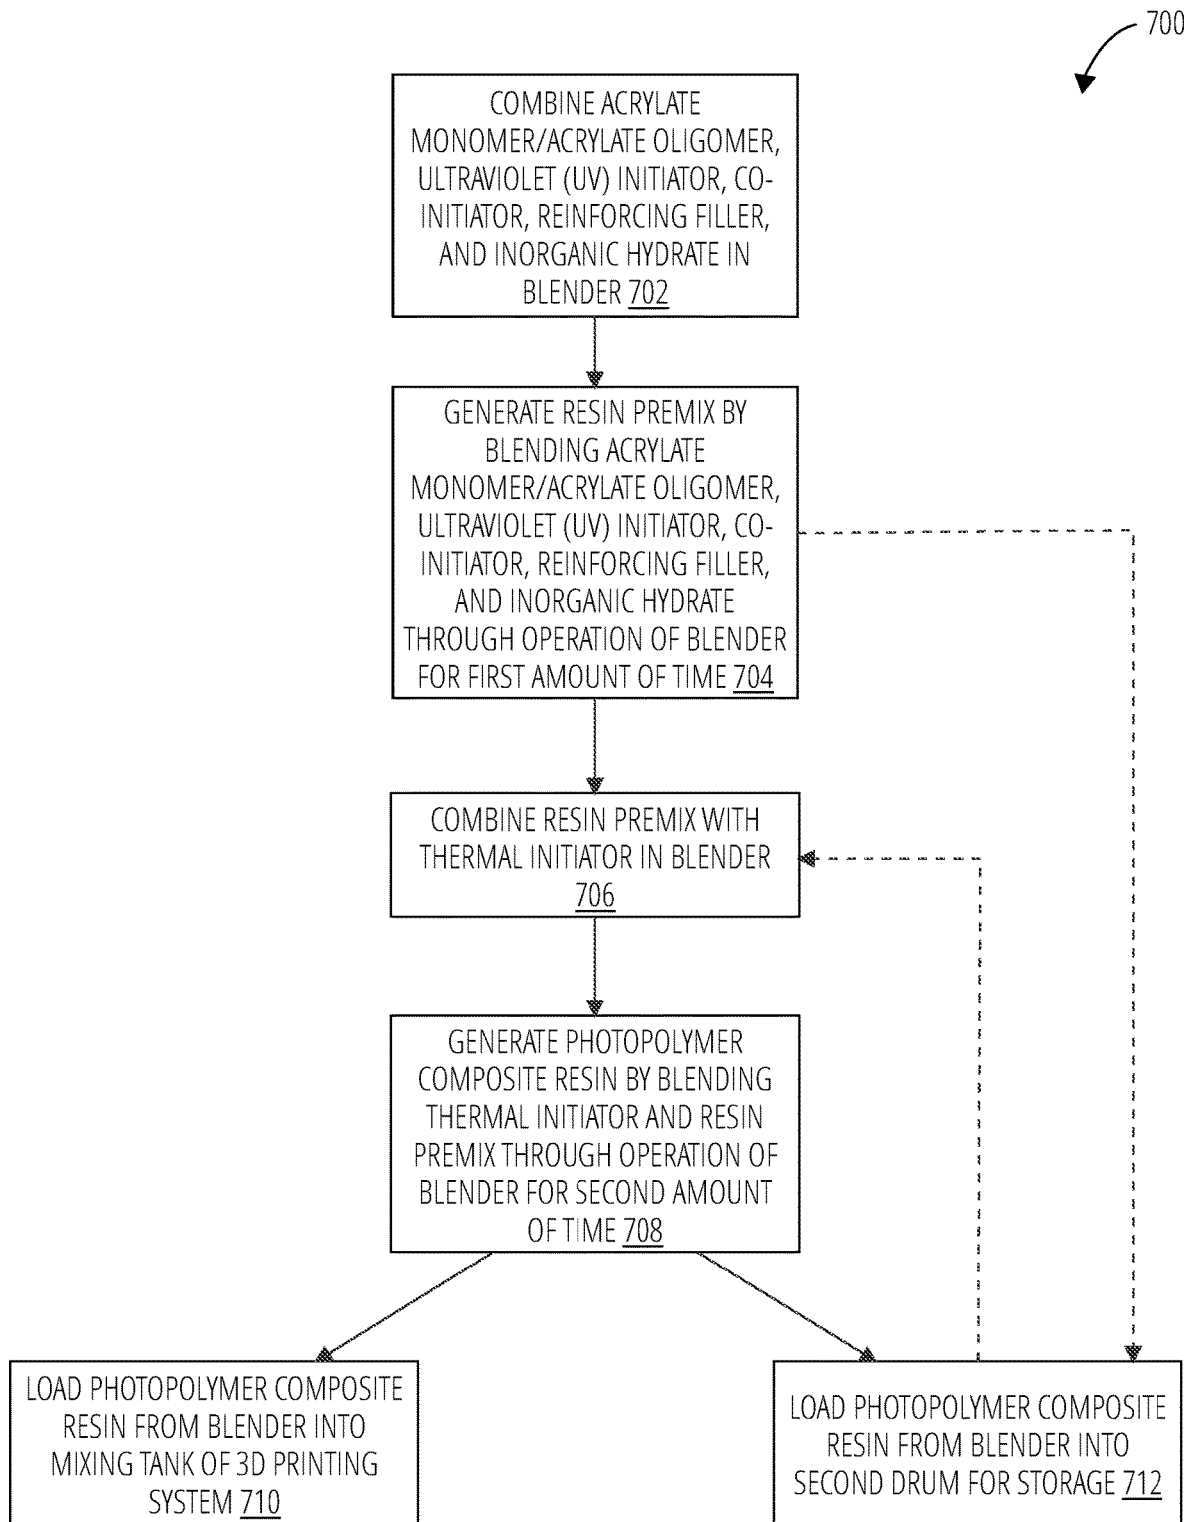 700
COMBINE ACRYLATE
MONOMER/ACRYLATE OLIGOMER,
ULTRAVIOLET (UV) INITIATOR, CO-
INITIATOR, REINFORCING FILLER,
AND INORGANIC HYDRATE IN
BLENDER 702
GENERATE RESIN PREMIX BY
BLENDING ACRYLATE
MONOMER/ACRYLATE OLIGOMER,
ULTRAVIOLET (UV) INITIATOR, CO-
INITIATOR, REINFORCING FILLER,
AND INORGANIC HYDRATE
THROUGH OPERATION OF BLENDER
FOR FIRST AMOUNT OF TIME 704
COMBINE RESIN PREMIX WITH
THERMAL INITIATOR IN BLENDER
706
GENERATE PHOTOPOLYMER
COMPOSITE RESIN BY BLENDING
THERMAL INITIATOR AND RESIN
PREMIX THROUGH OPERATION OF
BLENDER FOR SECOND AMOUNT
OF TIME 708
LOAD PHOTOPOLYMER COMPOSITE
RESIN FROM BLENDER INTO
MIXING TANK OF 3D PRINTING
SYSTEM 710
LOAD PHOTOPOLYMER COMPOSITE
RESIN FROM BLENDER INTO
SECOND DRUM FOR STORAGE 712